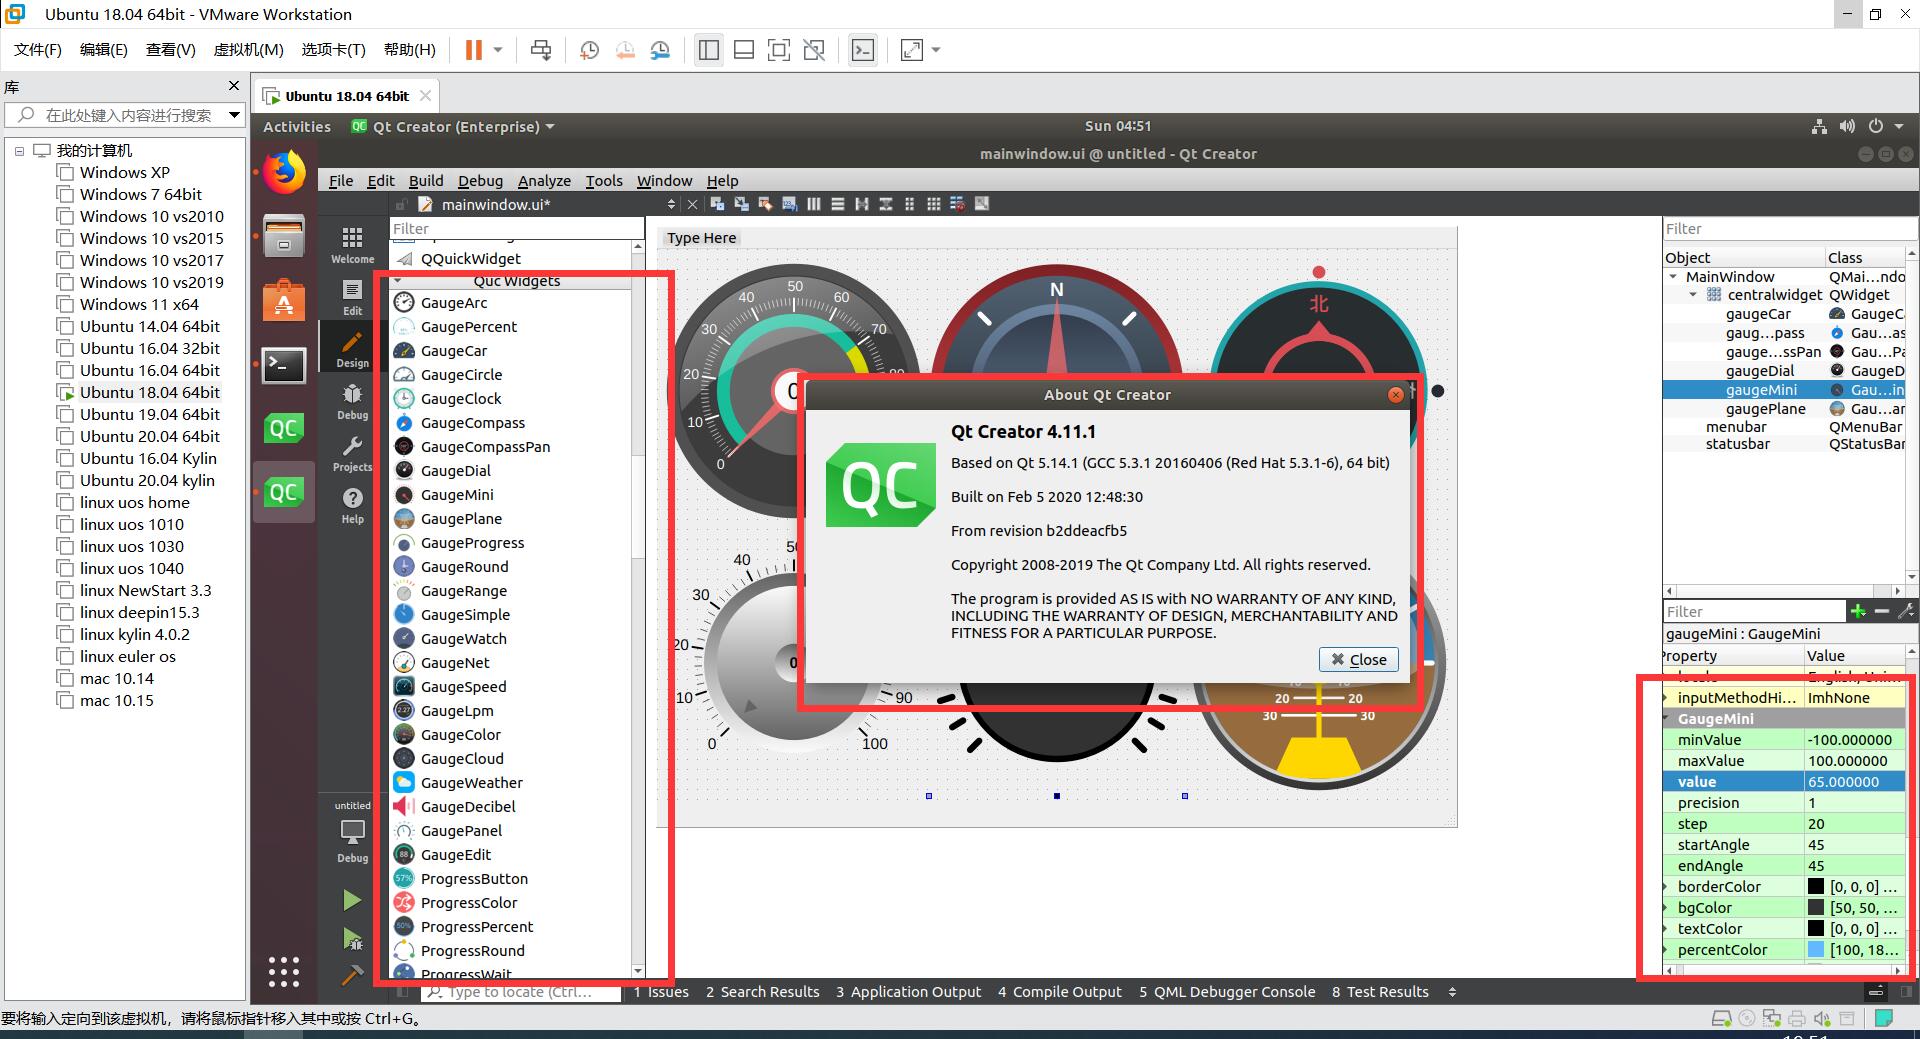 Ubuntu 18.04 64bit - VMware Workstation
文件(F) 编辑(E) 查看(V) 虚拟机(M) 选项卡(T) 帮助(H)
库
在此处键入内容进行搜索
我的计算机
Windows XP
Windows 7 64bit
Windows 10 vs2010
Windows 10 vs2015
Windows 10 vs2017
Windows 10 vs2019
Windows 11 x64
Ubuntu 14.04 64bit
Ubuntu 16.04 32bit
Ubuntu 16.04 64bit
Ubuntu 18.04 64bit
Ubuntu 19.04 64bit
Ubuntu 20.04 64bit
Ubuntu 16.04 Kylin
Ubuntu 20.04 kylin
linux uos home
linux uos 1010
linux uos 1030
linux uos 1040
linux NewStart 3.3
linux deepin15.3
linux kylin 4.0.2
linux euler os
mac 10.14
mac 10.15
Ubuntu 18.04 64bit
Activities Qt Creator (Enterprise) Sun 04:51
mainwindow.ui @ untitled - Qt Creator
File Edit Build Debug Analyze Tools Window Help
mainwindow.ui*
Welcome
Edit
Design
Debug
Projects
Help
untitled
Debug
Filter
QQuickWidget
Quc Widgets
GaugeArc
GaugePercent
GaugeCar
GaugeCircle
GaugeClock
GaugeCompass
GaugeCompassPan
GaugeDial
GaugeMini
GaugePlane
GaugeProgress
GaugeRound
GaugeRange
GaugeSimple
GaugeWatch
GaugeNet
GaugeSpeed
GaugeLpm
GaugeColor
GaugeCloud
GaugeWeather
GaugeDecibel
GaugePanel
GaugeEdit
ProgressButton
ProgressColor
ProgressPercent
ProgressRound
ProgressWait
Type Here
0 10 20 30 40 50 60 70
N
北
0 10 20 30 40 90 100
20 20
30 30
About Qt Creator
QC
Qt Creator 4.11.1
Based on Qt 5.14.1 (GCC 5.3.1 20160406 (Red Hat 5.3.1-6), 64 bit)
Built on Feb 5 2020 12:48:30
From revision b2ddeacfb5
Copyright 2008-2019 The Qt Company Ltd. All rights reserved.
The program is provided AS IS with NO WARRANTY OF ANY KIND,
INCLUDING THE WARRANTY OF DESIGN, MERCHANTABILITY AND
FITNESS FOR A PARTICULAR PURPOSE.
Close
Filter
Object Class
MainWindow QMai...ndo
centralwidget QWidget
gaugeCar GaugeC
gaug...pass Gau...as
gauge...ssPan Gau...Pa
gaugeDial GaugeD
gaugeMini Gau...in
gaugePlane Gau...ar
menubar QMenuBar
statusbar QStatusBar
Filter
gaugeMini : GaugeMini
Property Value
inputMethodHi... ImhNone
GaugeMini
minValue -100.000000
maxValue 100.000000
value 65.000000
precision 1
step 20
startAngle 45
endAngle 45
borderColor [0, 0, 0] ...
bgColor [50, 50, ...
textColor [0, 0, 0] ...
percentColor [100, 18...
Type to locate (Ctrl... 1 Issues 2 Search Results 3 Application Output 4 Compile Output 5 QML Debugger Console 8 Test Results
要将输入定向到该虚拟机，请将鼠标指针移入其中或按 Ctrl+G。